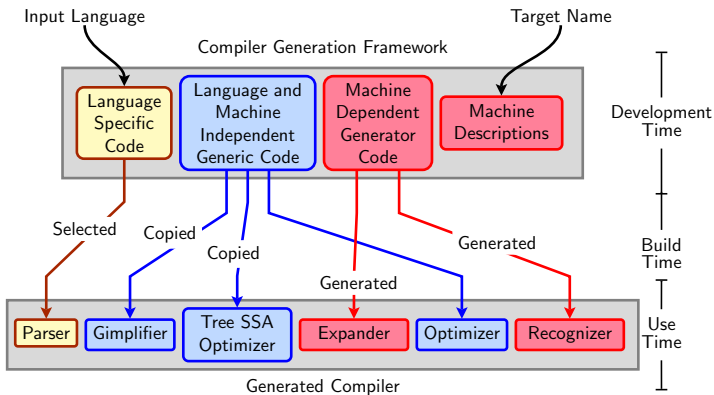 Input Language
Target Name
Compiler Generation Framework
Language
Specific
Code
Language and
Machine
Independent
Generic Code
Machine
Dependent
Generator
Code
Machine
Descriptions
Development
Time
Selected
Copied
Copied
Generated
Generated
Build
Time
Parser
Gimplifier
Tree SSA
Optimizer
Expander
Optimizer
Recognizer
Use
Time
Generated Compiler